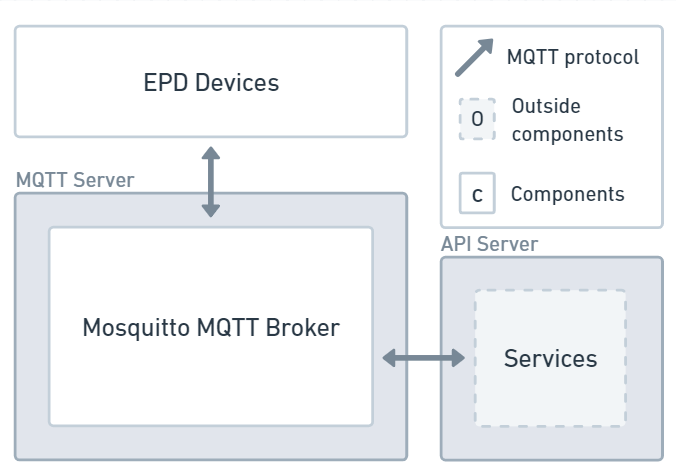 EPD Devices
MQTT protocol
O
Outside
components
c
Components
MQTT Server
Mosquitto MQTT Broker
API Server
Services